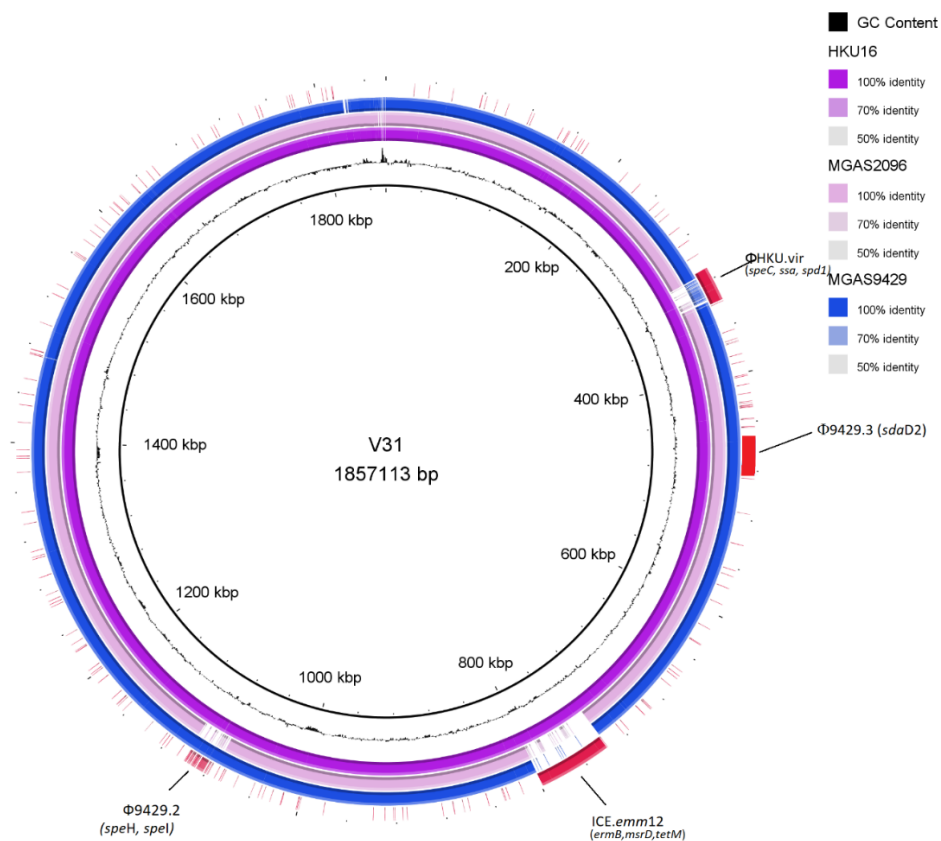 GC Content
HKU16
100% identity
70% identity
50% identity
MGAS2096
100% identity
70% identity
50% identity
MGAS9429
100% identity
70% identity
50% identity
ΦHKU.vir
(speC, ssa, spd1)
Φ9429.3 (sdaD2)
ICE.emm12
(ermB,msrD,tetM)
Φ9429.2
(speH, speI)
1800 kbp
200 kbp
1600 kbp
400 kbp
1400 kbp
V31
1857113 bp
600 kbp
1200 kbp
800 kbp
1000 kbp